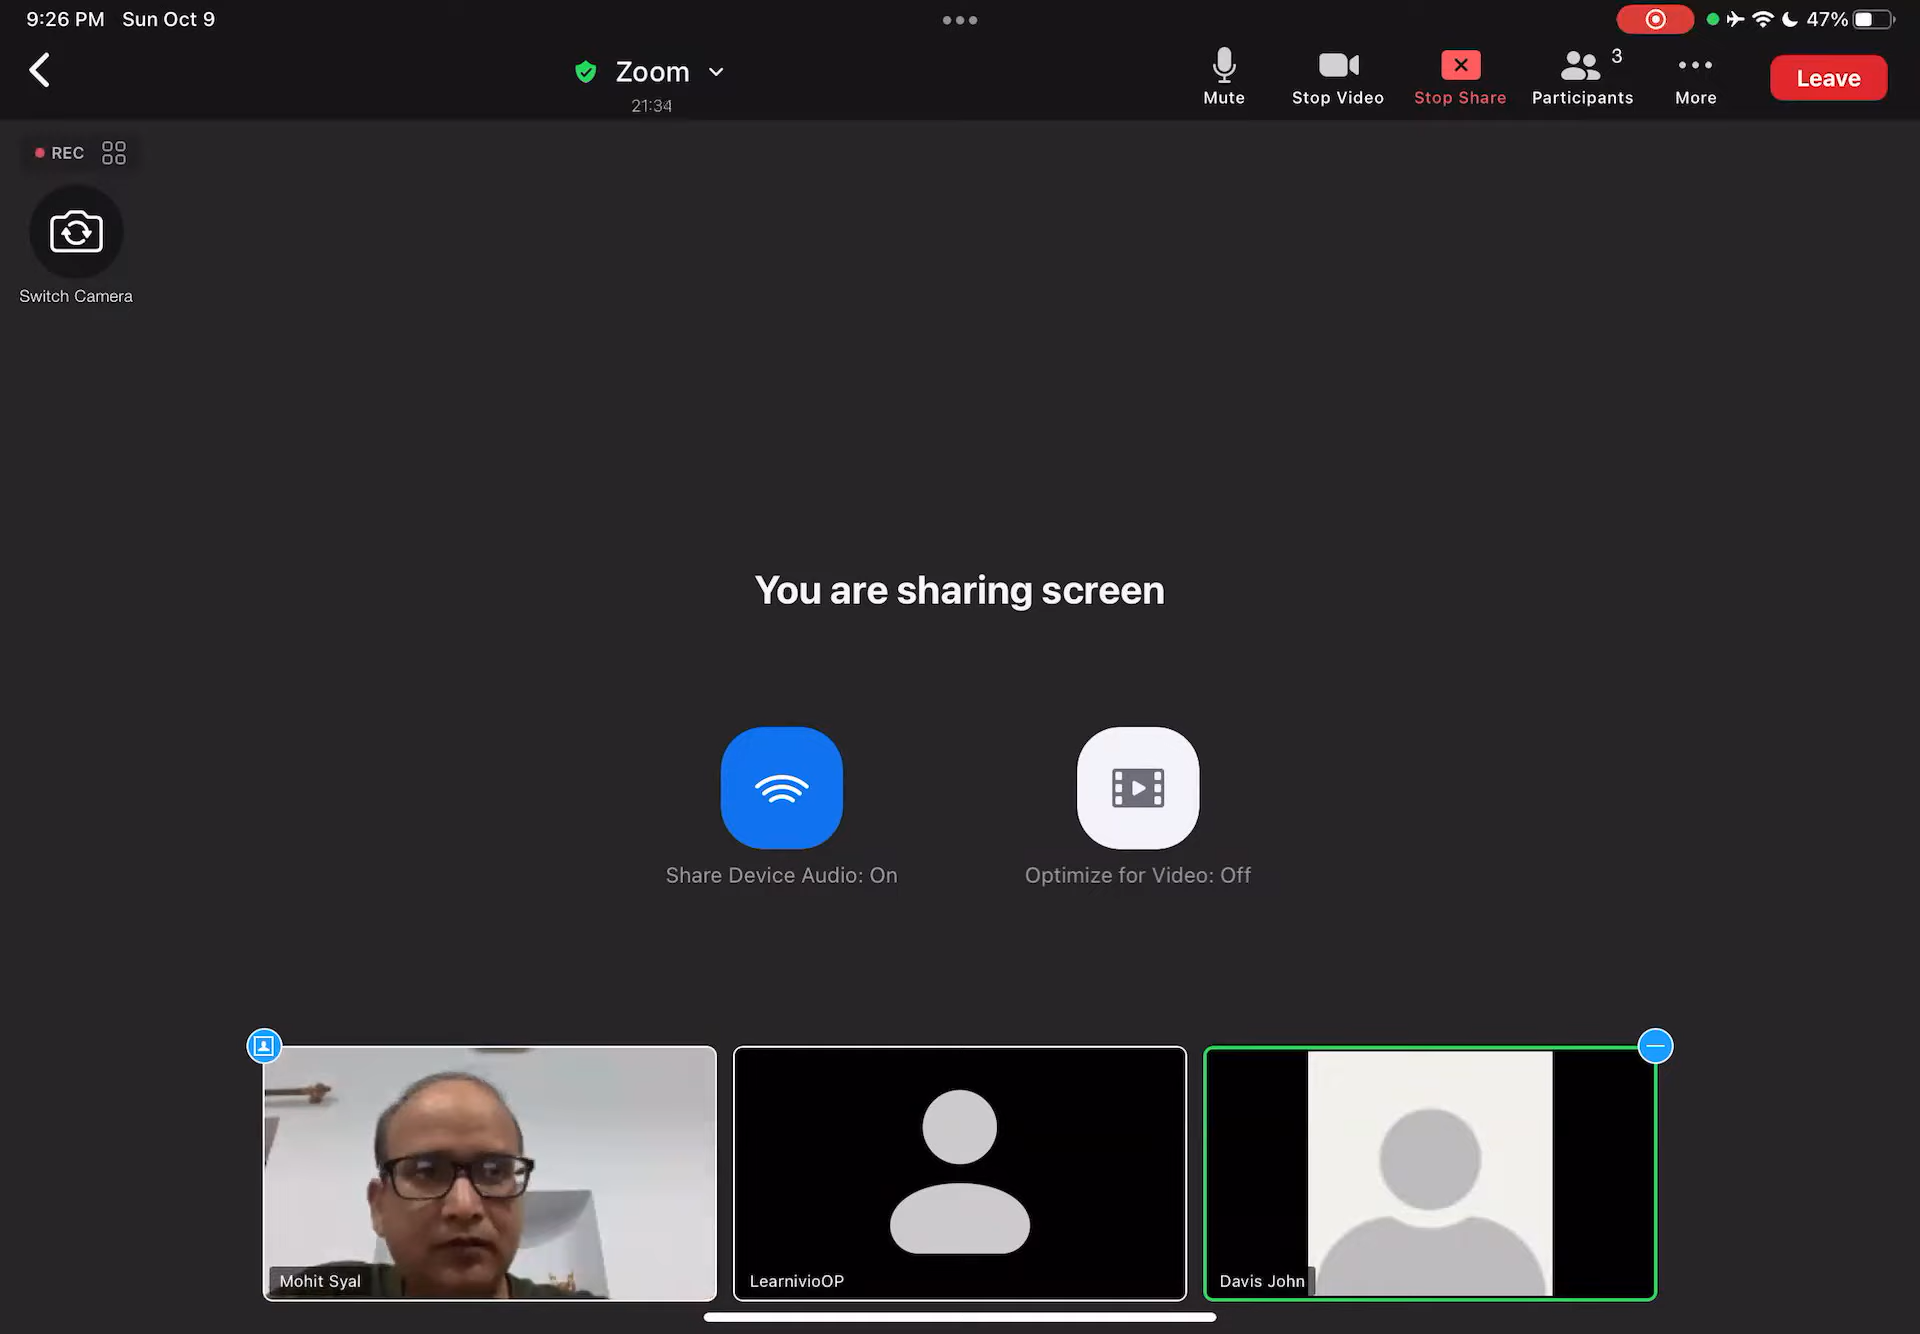 9:26 PM Sun Oct 9
47%
Zoom
21:34
Mute
Stop Video
Stop Share
Participants
3
More
Leave
REC
Switch Camera
You are sharing screen
Share Device Audio: On
Optimize for Video: Off
Mohit Syal
LearnivioOP
Davis John